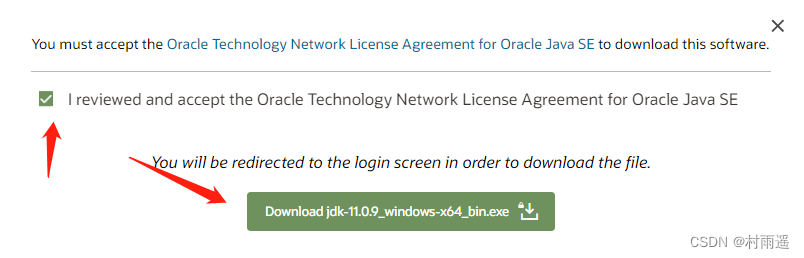 You must accept the Oracle Technology Network License Agreement for Oracle Java SE to download this software.
I reviewed and accept the Oracle Technology Network License Agreement for Oracle Java SE
You will be redirected to the login screen in order to download the file.
Download jdk-11.0.9_windows-x64_bin.exe
CSDN @村雨遥